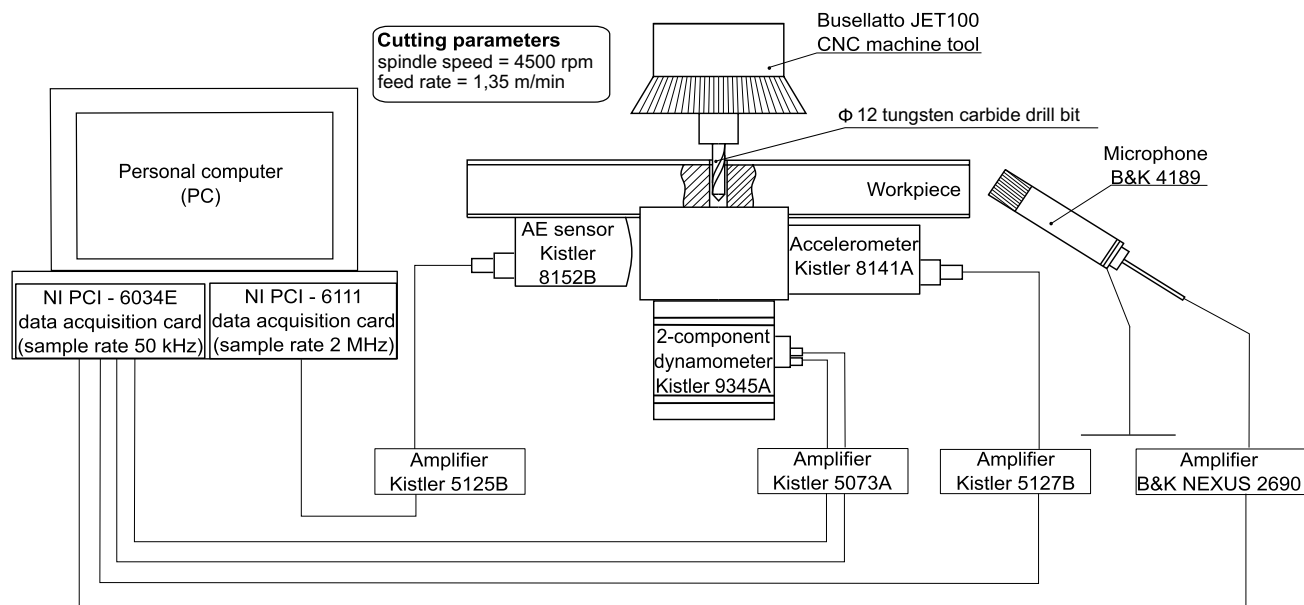 Busellatto JET100
CNC machine tool
Cutting parameters
spindle speed = 4500 rpm
feed rate = 1,35 m/min
Φ 12 tungsten carbide drill bit
Personal computer
(PC)
Microphone
B&K 4189
Workpiece
AE sensor
Kistler
8152B
Accelerometer
Kistler 8141A
NI PCI - 6034E
data acquisition card
(sample rate 50 kHz)
NI PCI - 6111
data acquisition card
(sample rate 2 MHz)
2-component
dynamometer
Kistler 9345A
Amplifier
Kistler 5125B
Amplifier
Kistler 5073A
Amplifier
Kistler 5127B
Amplifier
B&K NEXUS 2690